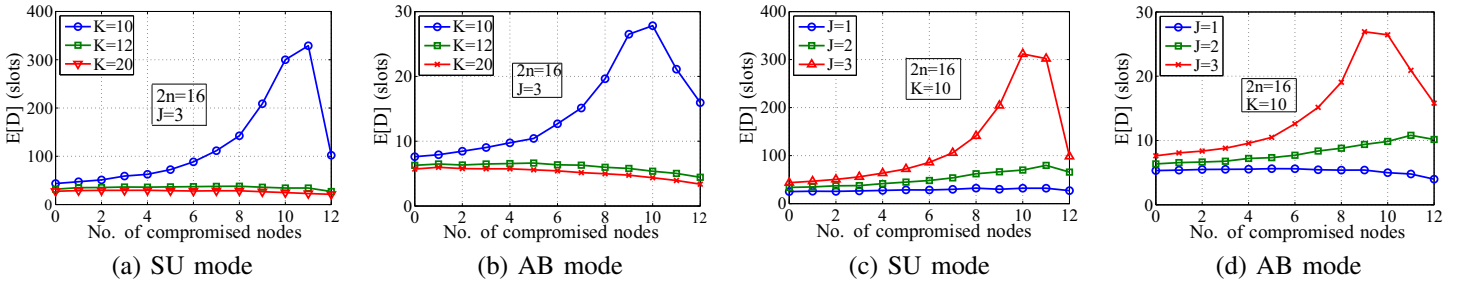 E[D] (slots)
400
300
200
100
0
K=10
K=12
K=20
2n=16
J=3
0 2 4 6 8 10 12
No. of compromised nodes
(a) SU mode
E[D] (slots)
30
20
10
0
K=10
K=12
K=20
2n=16
J=3
0 2 4 6 8 10 12
No. of compromised nodes
(b) AB mode
E[D] (slots)
400
300
200
100
0
J=1
J=2
J=3
2n=16
K=10
0 2 4 6 8 10 12
No. of compromised nodes
(c) SU mode
E[D] (slots)
30
20
10
0
J=1
J=2
J=3
2n=16
K=10
0 2 4 6 8 10 12
No. of compromised nodes
(d) AB mode